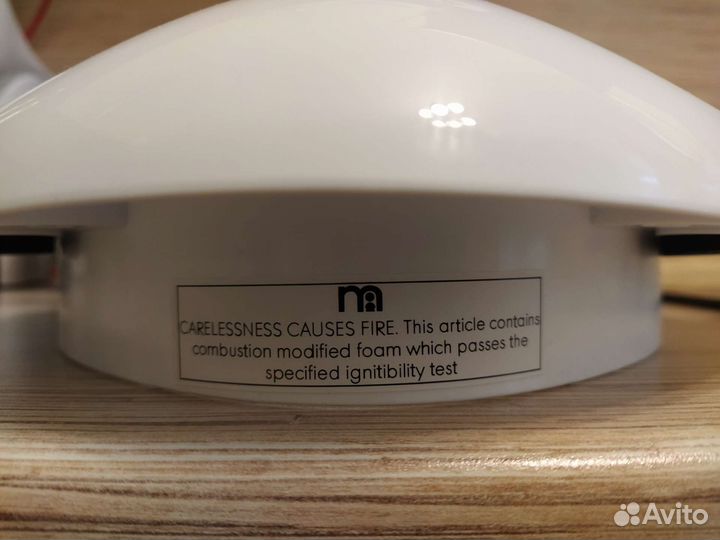 m
CARELESSNESS CAUSES FIRE. This article contains
combustion modified foam which passes the
specified ignitibility test
Avito